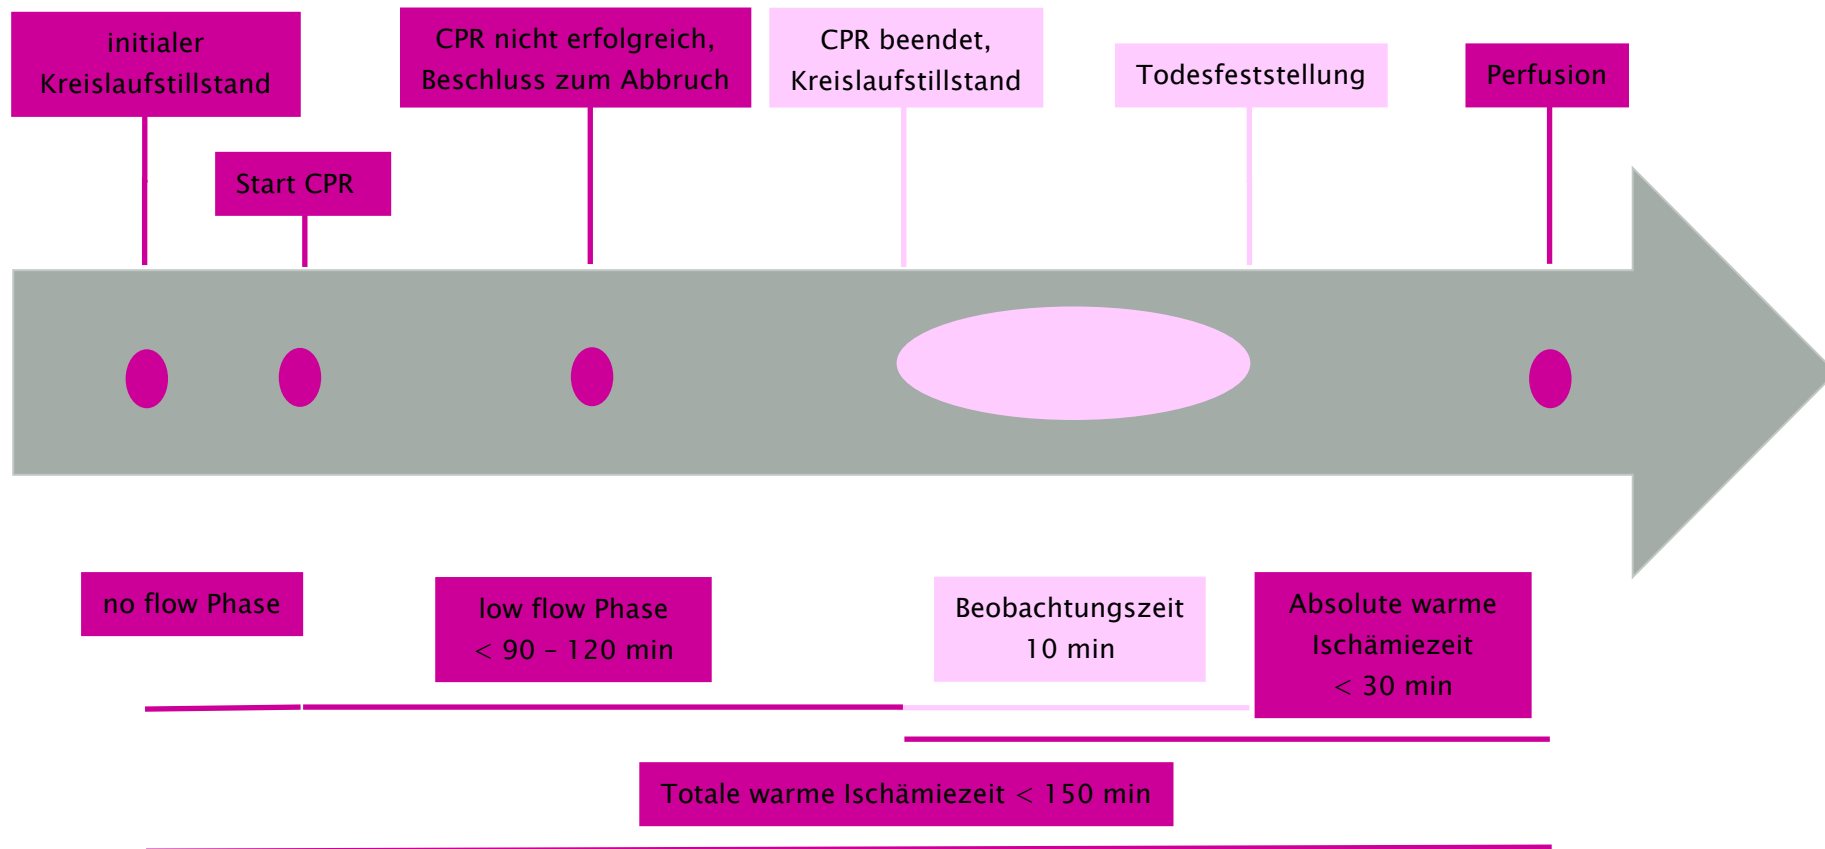 initialer
Kreislaufstillstand
CPR nicht erfolgreich,
Beschluss zum Abbruch
CPR beendet,
Kreislaufstillstand
Todesfeststellung
Perfusion
Start CPR
no flow Phase
low flow Phase
< 90 – 120 min
Beobachtungszeit
10 min
Absolute warme
Ischämiezeit
< 30 min
Totale warme Ischämiezeit < 150 min